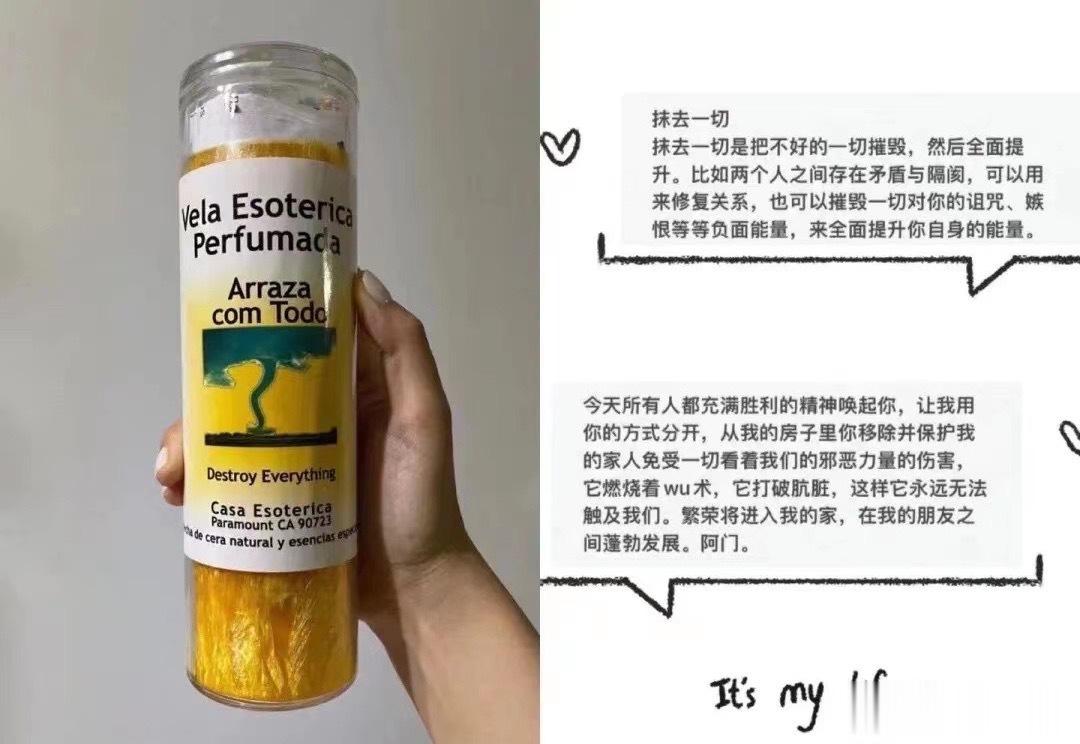 Vela Esoterica
Perfumada
Arraza
com Todo
Destroy Everything
Casa Esoterica
Paramount CA 90723
de cera natural y esencias
抹去一切
抹去一切是把不好的一切摧毁，然后全面提
升。比如两个人之间存在矛盾与隔阂，可以用
来修复关系，也可以摧毁一切对你的诅咒、嫉
恨等等负面能量，来全面提升你自身的能量。
今天所有人都充满胜利的精神唤起你，让我用
你的方式分开，从我的房子里你移除并保护我
的家人免受一切看着我们的邪恶力量的伤害，
它燃烧着wu术，它打破肮脏，这样它永远无法
触及我们。繁荣将进入我的家，在我的朋友之
间蓬勃发展。阿门。
It's my